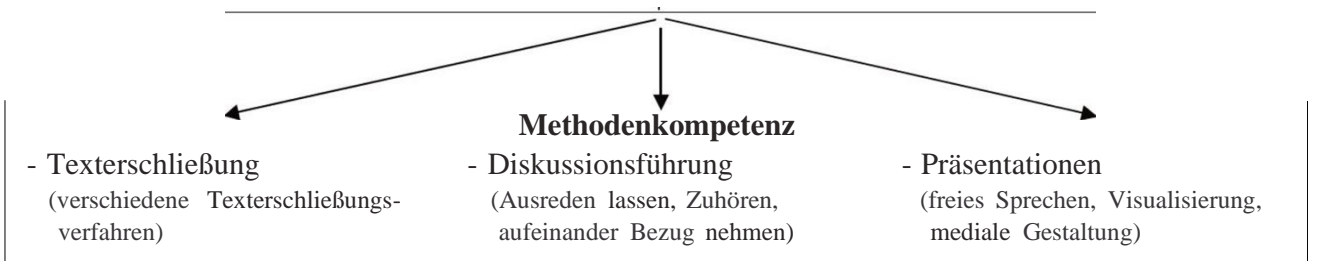 Methodenkompetenz
- Texterschließung
(verschiedene Texterschließungs-
verfahren)
- Diskussionsführung
(Ausreden lassen, Zuhören,
aufeinander Bezug nehmen)
- Präsentationen
(freies Sprechen, Visualisierung,
mediale Gestaltung)